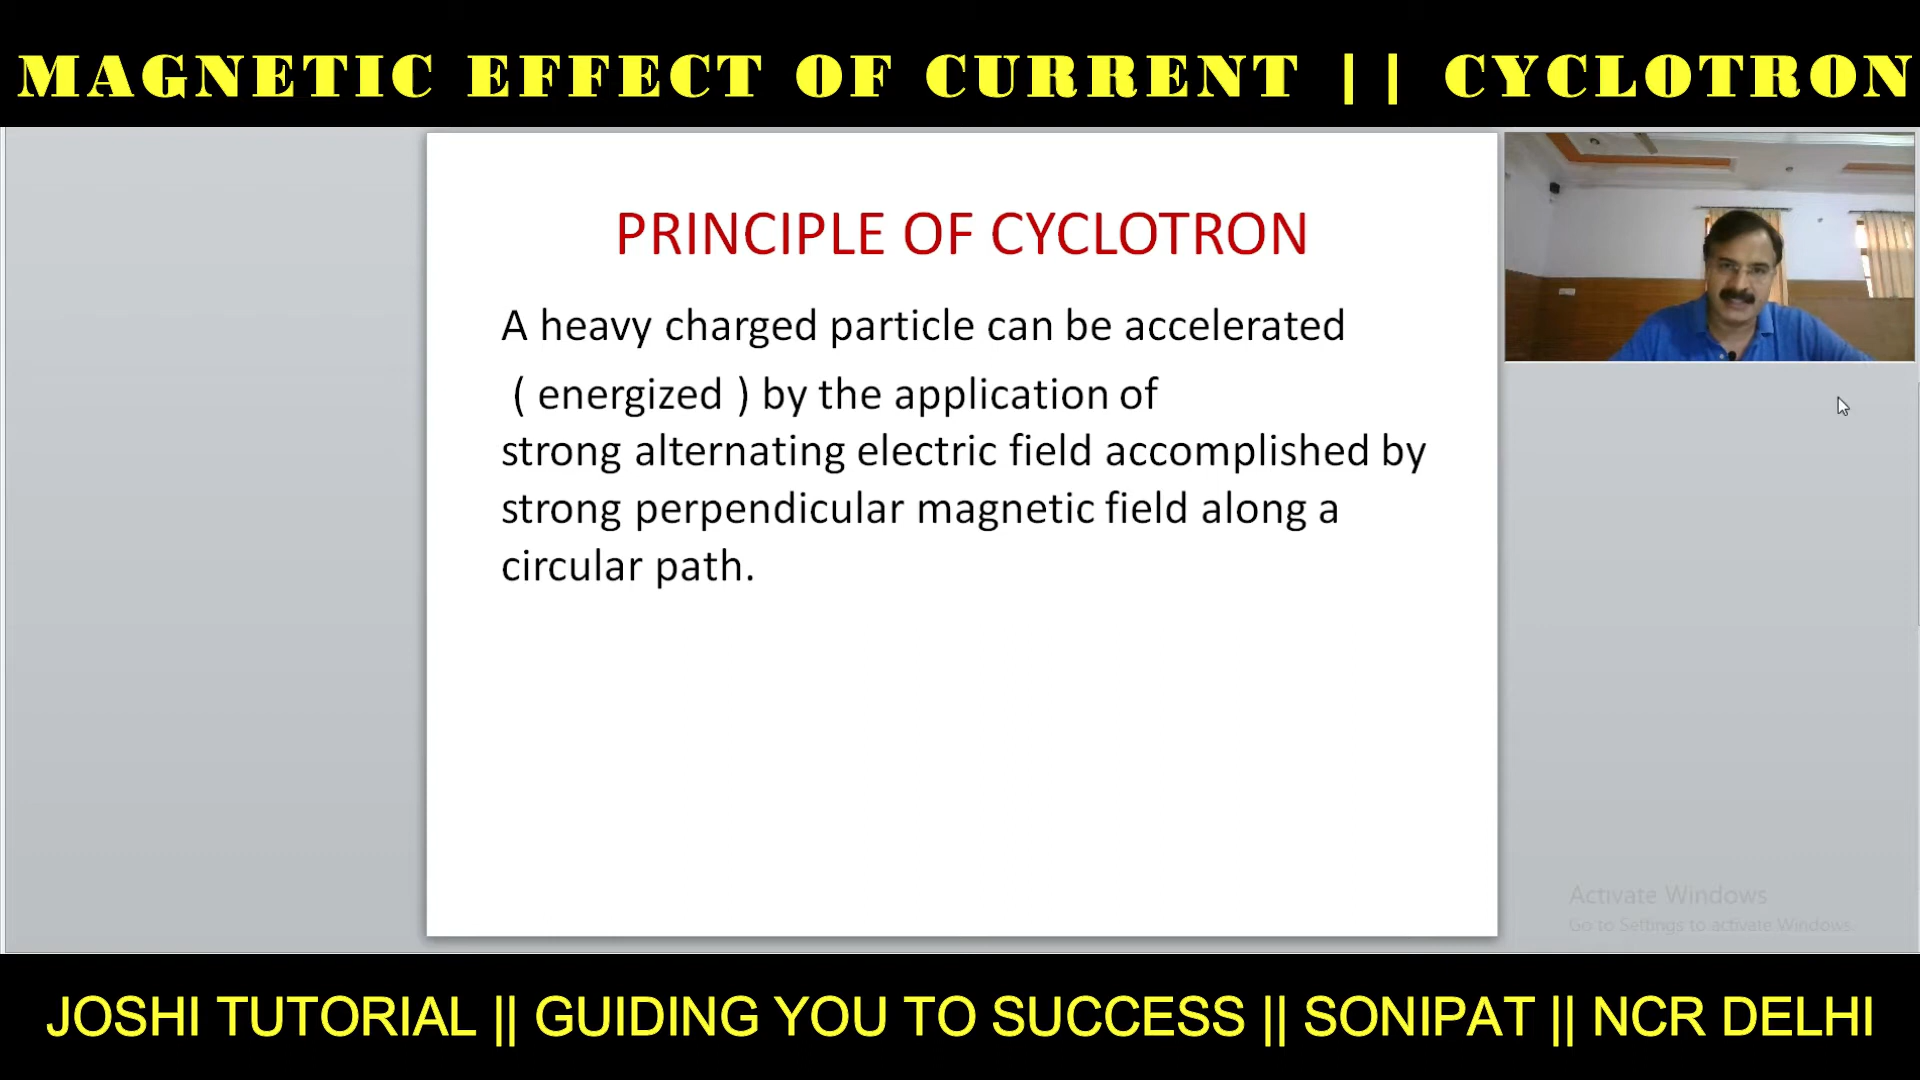 MAGNETIC EFFECT OF CURRENT || CYCLOTRON
PRINCIPLE OF CYCLOTRON
A heavy charged particle can be accelerated
( energized ) by the application of
strong alternating electric field accomplished by
strong perpendicular magnetic field along a
circular path.
Activate Windows
Go to Settings to activate Windows.
JOSHI TUTORIAL || GUIDING YOU TO SUCCESS || SONIPAT || NCR DELHI